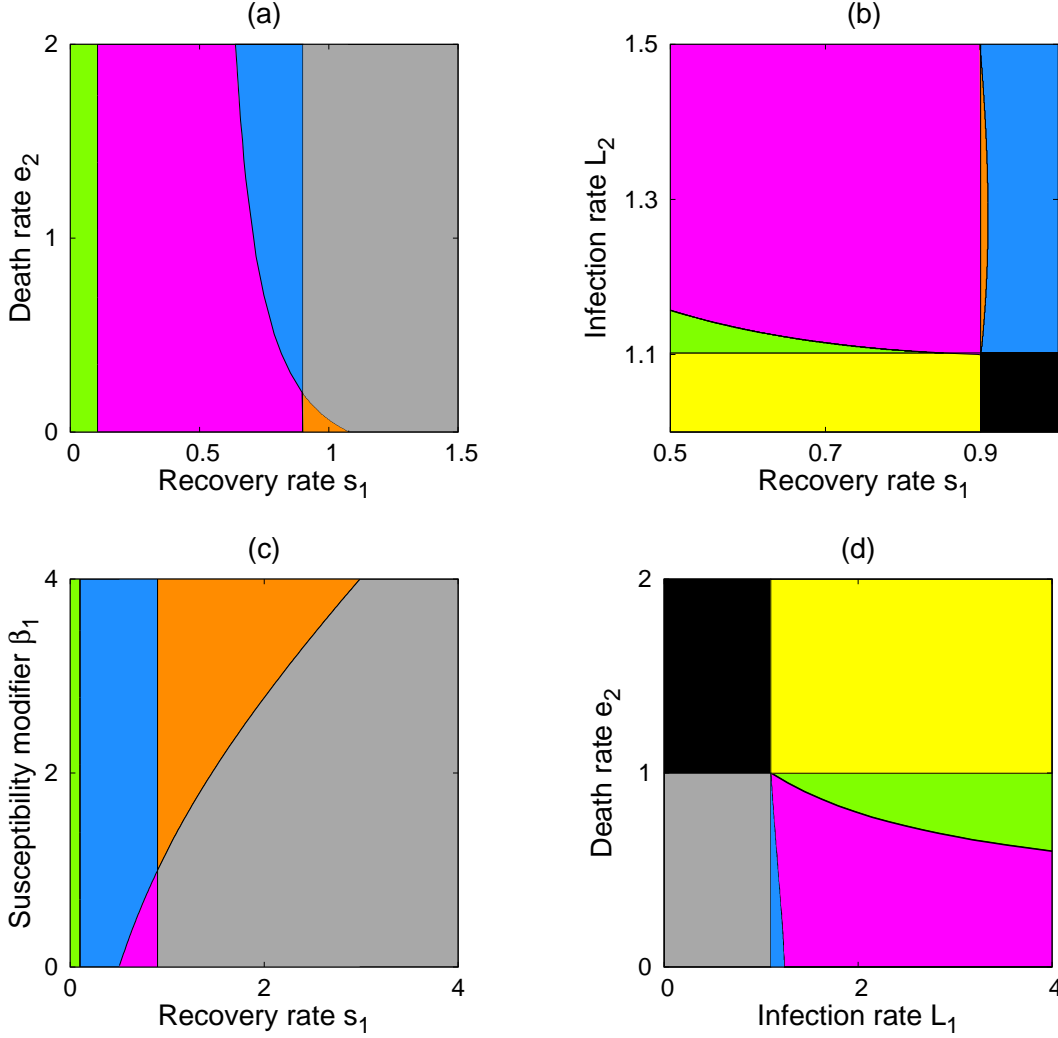 (a)
2
1
0
Death rate e₂
0
0.5
1
1.5
Recovery rate s₁
(b)
1.5
1.3
1.1
Infection rate L₂
0.5
0.7
0.9
Recovery rate s₁
(c)
4
2
0
Susceptibility modifier β₁
0
2
4
Recovery rate s₁
(d)
2
1
0
Death rate e₂
0
2
4
Infection rate L₁